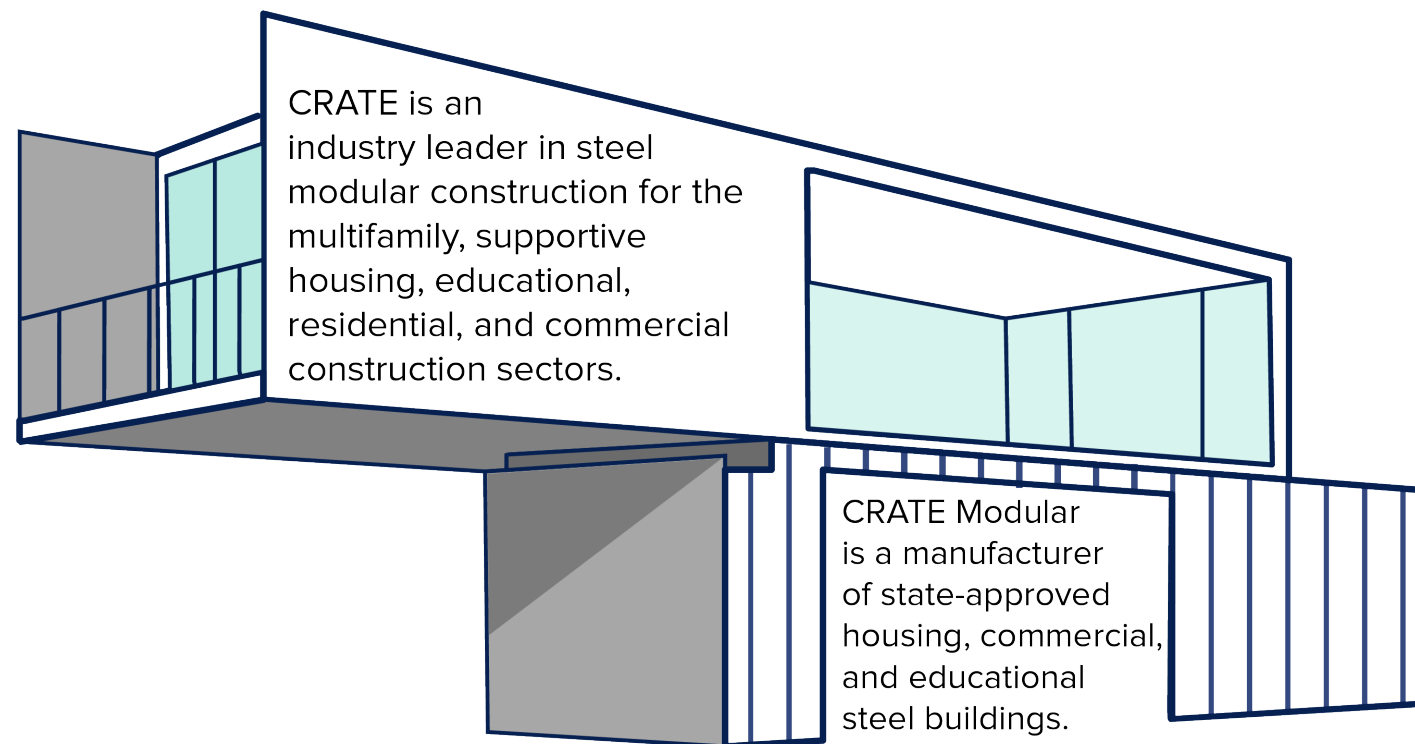 CRATE is an
industry leader in steel
modular construction for the
multifamily, supportive
housing, educational,
residential, and commercial
construction sectors.
CRATE Modular
is a manufacturer
of state-approved
housing, commercial,
and educational
steel buildings.